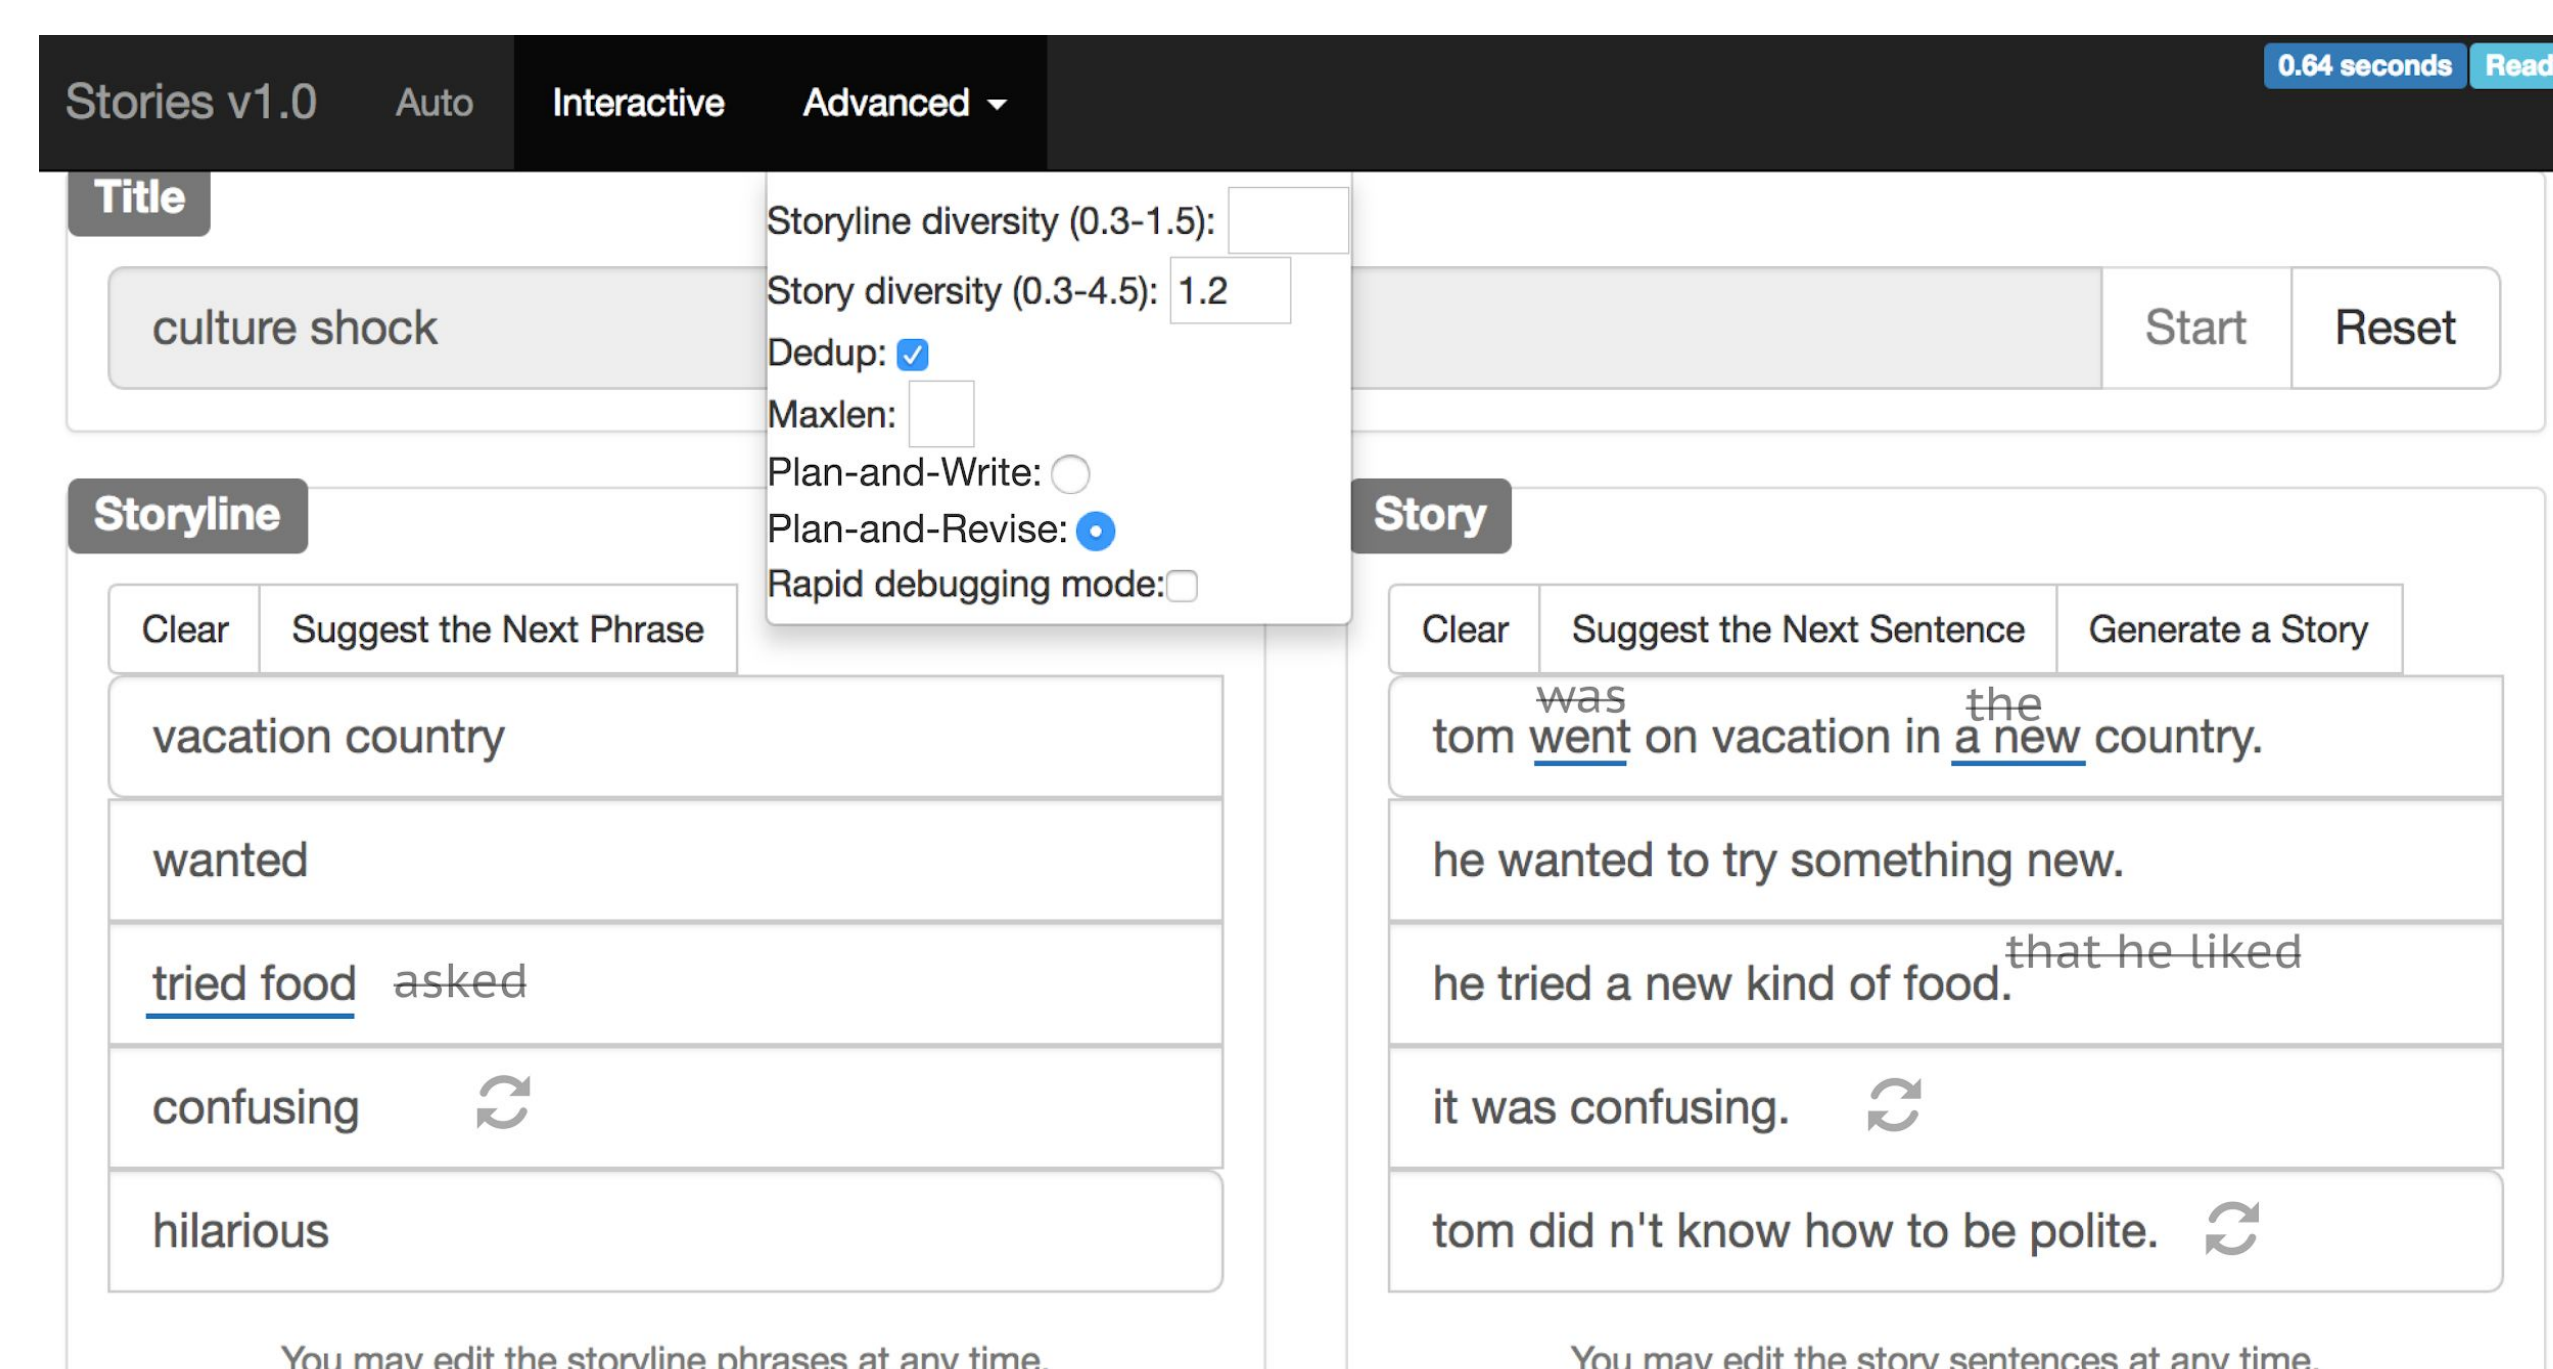 Stories v1.0 Auto Interactive Advanced 0.64 seconds Read
Title
Storyline diversity (0.3-1.5):
Story diversity (0.3-4.5): 1.2
culture shock Start Reset
Dedup:
Maxlen:
Plan-and-Write:
Plan-and-Revise:
Rapid debugging mode:
Storyline
Clear Suggest the Next Phrase
vacation country
wanted
tried food asked
confusing
hilarious
You may edit the storyline phrases at any time.
Story
Clear Suggest the Next Sentence Generate a Story
was the
tom went on vacation in a new country.
he wanted to try something new.
that he liked
he tried a new kind of food.
it was confusing.
tom did n't know how to be polite.
You may edit the story sentences at any time.